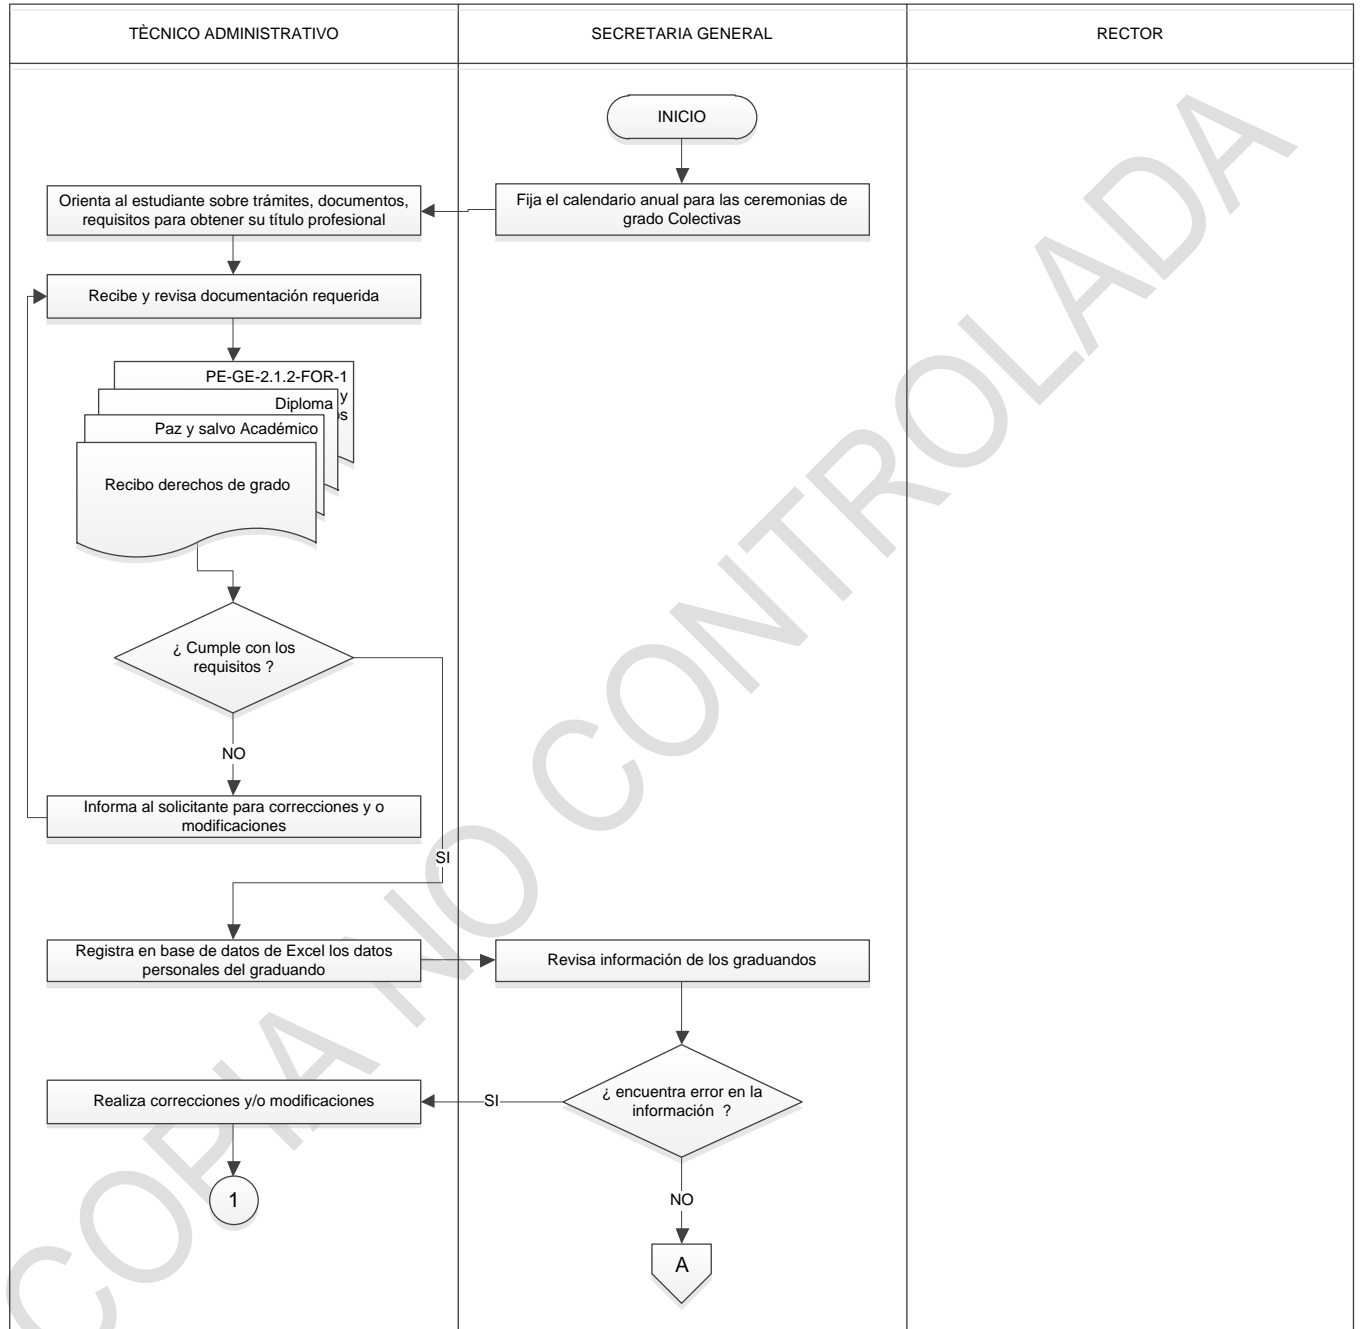 TÈCNICO ADMINISTRATIVO
SECRETARIA GENERAL
RECTOR
INICIO
Fija el calendario anual para las ceremonias de
grado Colectivas
Orienta al estudiante sobre trámites, documentos,
requisitos para obtener su título profesional
Recibe y revisa documentación requerida
PE-GE-2.1.2-FOR-1
y
Diploma
Paz y salvo Académico
Recibo derechos de grado
¿ Cumple con los
requisitos ?
NO
Informa al solicitante para correcciones y o
modificaciones
SI
Registra en base de datos de Excel los datos
personales del graduando
Revisa información de los graduandos
¿ encuentra error en la
información ?
SI
Realiza correcciones y/o modificaciones
1
NO
A
COPIA NO CONTROLADA